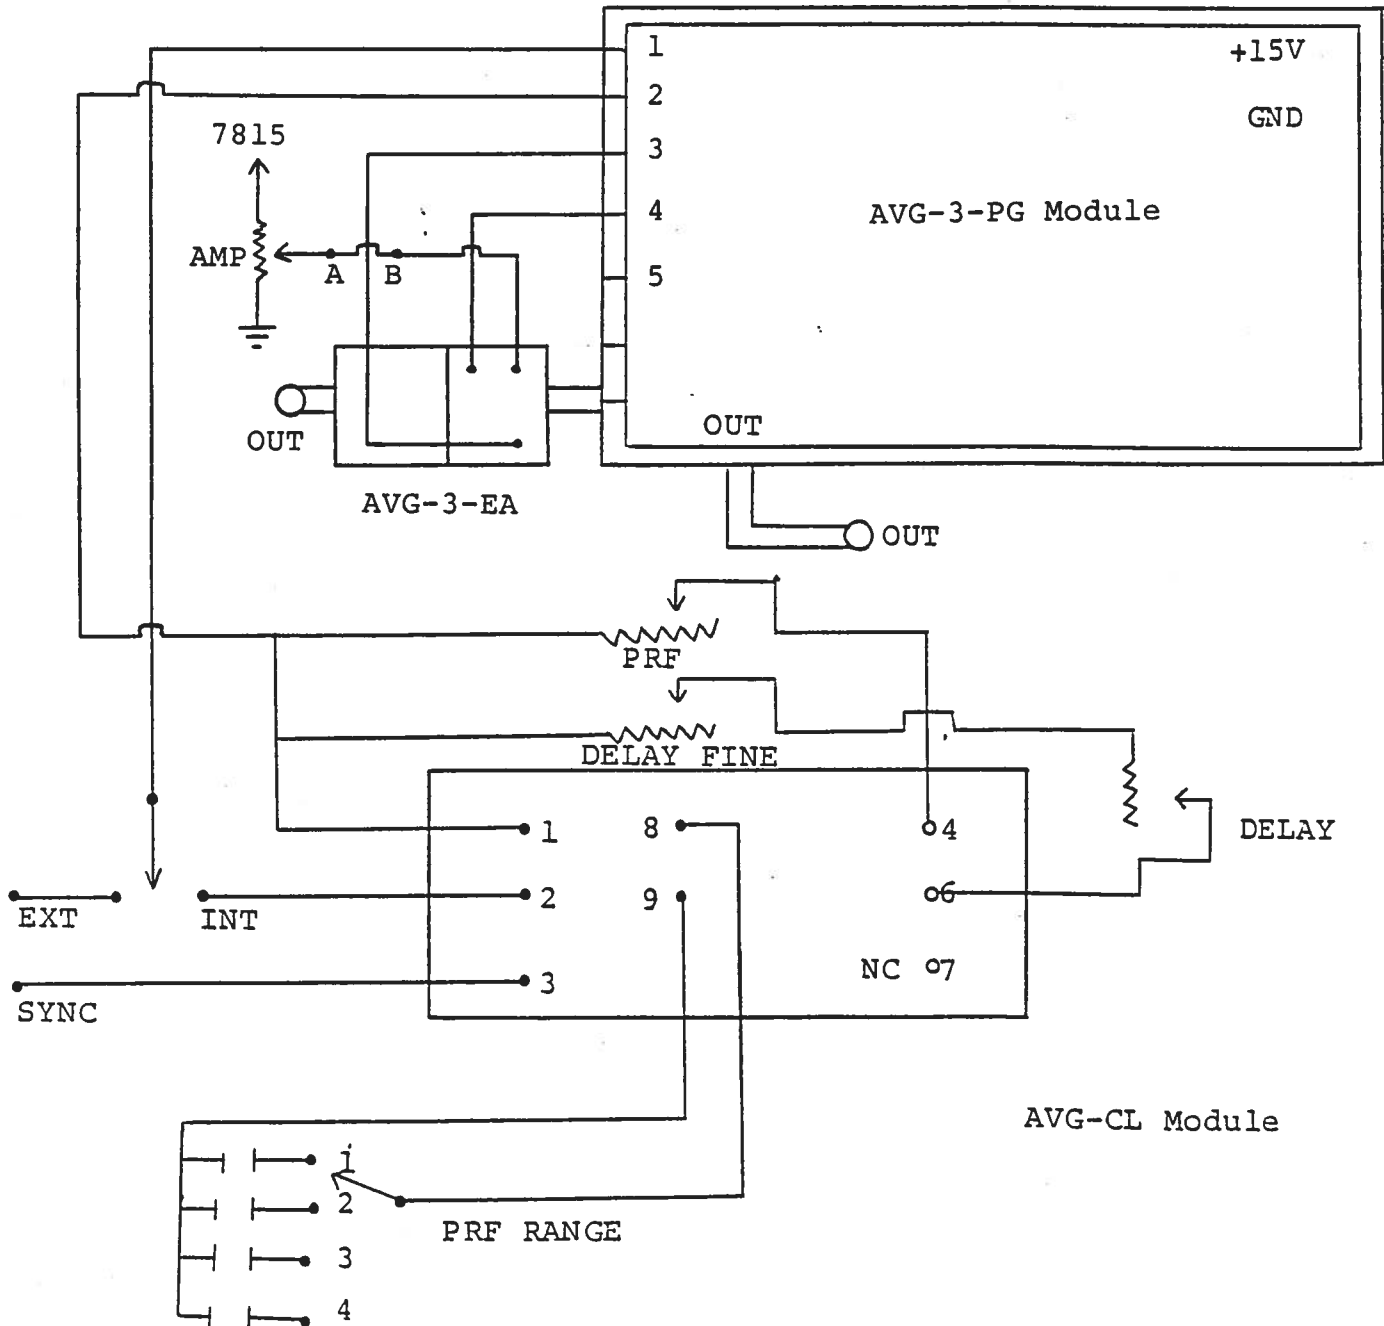 1
+15V
2
GND
7815
3
4
AVG-3-PG Module
AMP
A
B
5
OUT
OUT
AVG-3-EA
OUT
PRF
DELAY FINE
1
8
4
DELAY
EXT
INT
2
9
6
NC
7
3
SYNC
AVG-CL Module
1
2
PRF RANGE
3
4